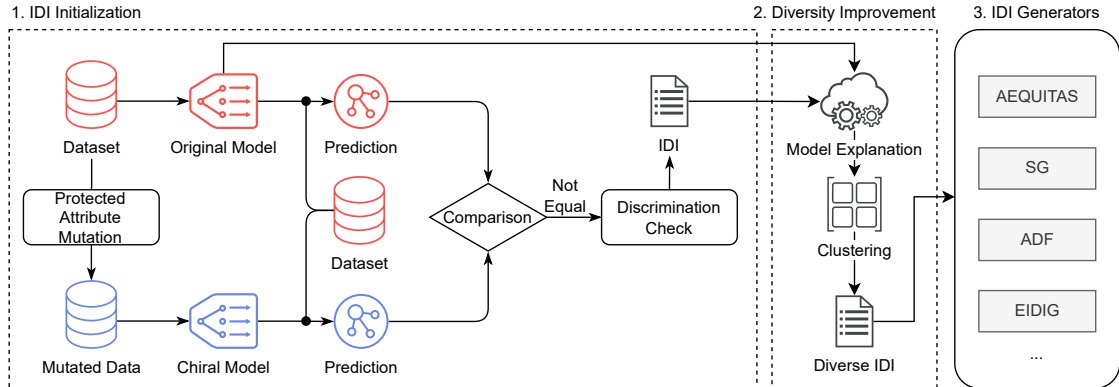 1. IDI Initialization
2. Diversity Improvement
3. IDI Generators
Dataset
Original Model
Prediction
IDI
Model Explanation
AEQUITAS
Protected
Attribute
Mutation
Dataset
Comparison
Not
Equal
Discrimination
Check
Clustering
SG
ADF
Mutated Data
Chiral Model
Prediction
Diverse IDI
EIDIG
...